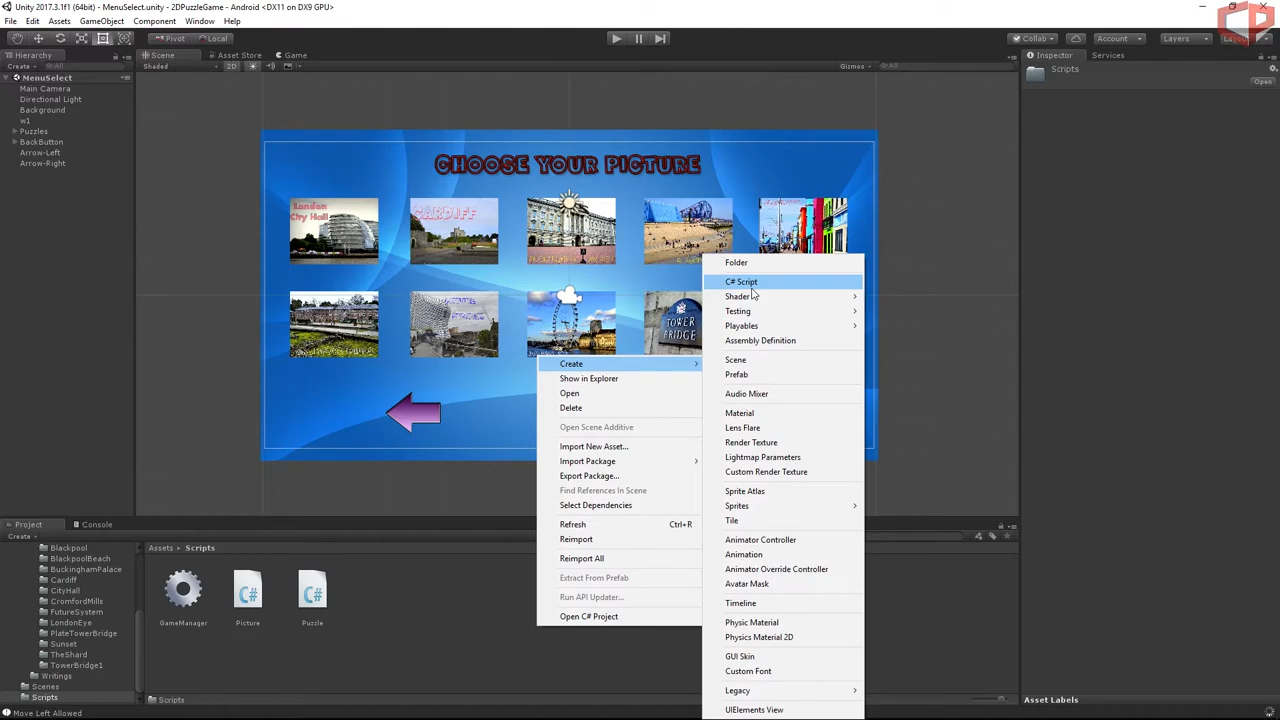 Unity 2017.3.1f1 (64bit) - MenuSelect.unity - 2DPuzzleGame - Android <DX11 on DX9 GPU>
File Edit Assets GameObject Component Window Help
Pivot Local Collab Account Layers
Hierarchy Scene Asset Store Game Inspector Services
Create All Shaded 2D Gizmos All Scripts
MenuSelect Open
Main Camera
Directional Light
Background
w1
Puzzles
BackButton
Arrow-Left
Arrow-Right
CHOOSE YOUR PICTURE
London
City Hall
CARDIFF
TOWER
BRIDGE
Create
Show in Explorer
Open
Delete
Open Scene Additive
Import New Asset...
Import Package
Export Package...
Find References In Scene
Select Dependencies
Refresh Ctrl+R
Reimport
Reimport All
Extract From Prefab
Run API Updater...
Open C# Project
Folder
C# Script
Shader
Testing
Playables
Assembly Definition
Scene
Prefab
Audio Mixer
Material
Lens Flare
Render Texture
Lightmap Parameters
Custom Render Texture
Sprite Atlas
Sprites
Tile
Animator Controller
Animation
Animator Override Controller
Avatar Mask
Timeline
Physic Material
Physics Material 2D
GUI Skin
Custom Font
Legacy
UIElements View
Project Console
Create
Blackpool
BlackpoolBeach
BuckinghamPalace
Cardiff
CityHall
CromfordMills
FutureSystem
LondonEye
PlateTowerBridge
Sunset
TheShard
TowerBridge1
Writings
Scenes
Scripts
Assets Scripts
GameManager Picture Puzzle
Scripts
Asset Labels
Move Left Allowed